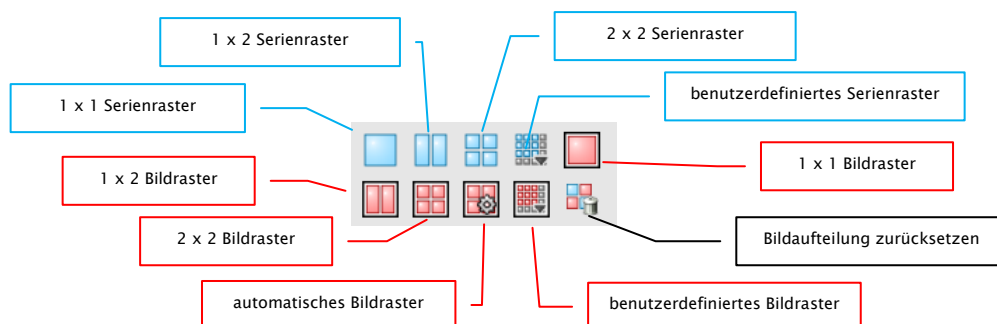 1 x 2 Serienraster
2 x 2 Serienraster
1 x 1 Serienraster
benutzerdefiniertes Serienraster
1 x 2 Bildraster
1 x 1 Bildraster
2 x 2 Bildraster
Bildaufteilung zurücksetzen
automatisches Bildraster
benutzerdefiniertes Bildraster